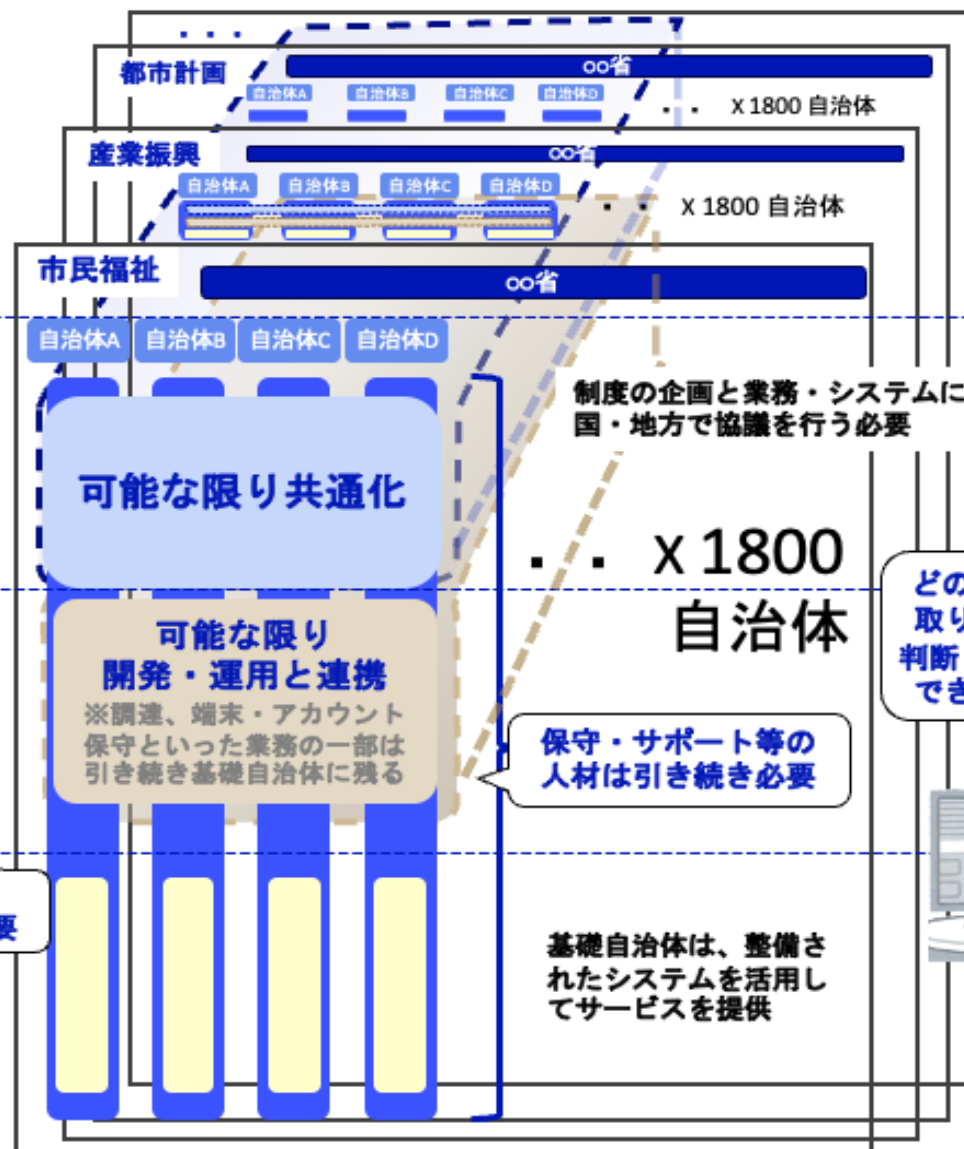 ・・・
都市計画
○○省
自治体A 自治体B 自治体C 自治体D
・・ x 1800 自治体
産業振興
○○省
自治体A 自治体B 自治体C 自治体D
・・ x 1800 自治体
市民福祉
○○省
自治体A 自治体B 自治体C 自治体D
制度の企画と業務・システムに
国・地方で協議を行う必要
可能な限り共通化
・・ x 1800
自治体
どの
取り
判断
でき
可能な限り
開発・運用と連携
※調達、端末・アカウント
保守といった業務の一部は
引き続き基礎自治体に残る
保守・サポート等の
人材は引き続き必要
要
基礎自治体は、整備さ
れたシステムを活用し
てサービスを提供